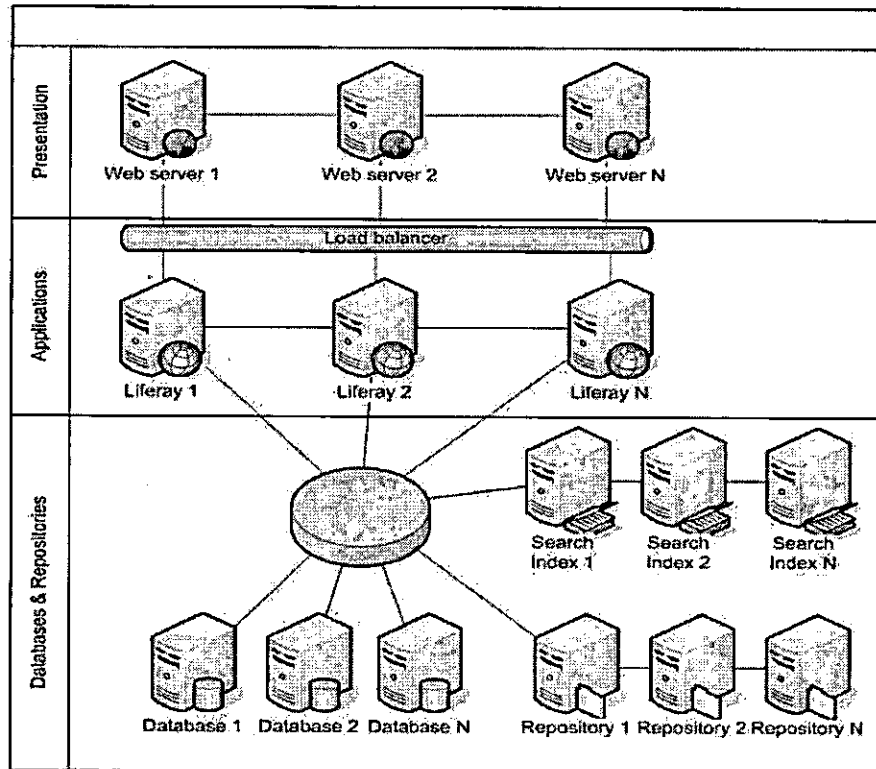 Presentation
Web server 1
Web server 2
Web server N
Applications
Load balancer
Liferay 1
Liferay 2
Liferay N
Databases & Repositories
Search
Index 1
Search
Index 2
Search
Index N
Database 1
Database 2
Database N
Repository 1
Repository 2
Repository N